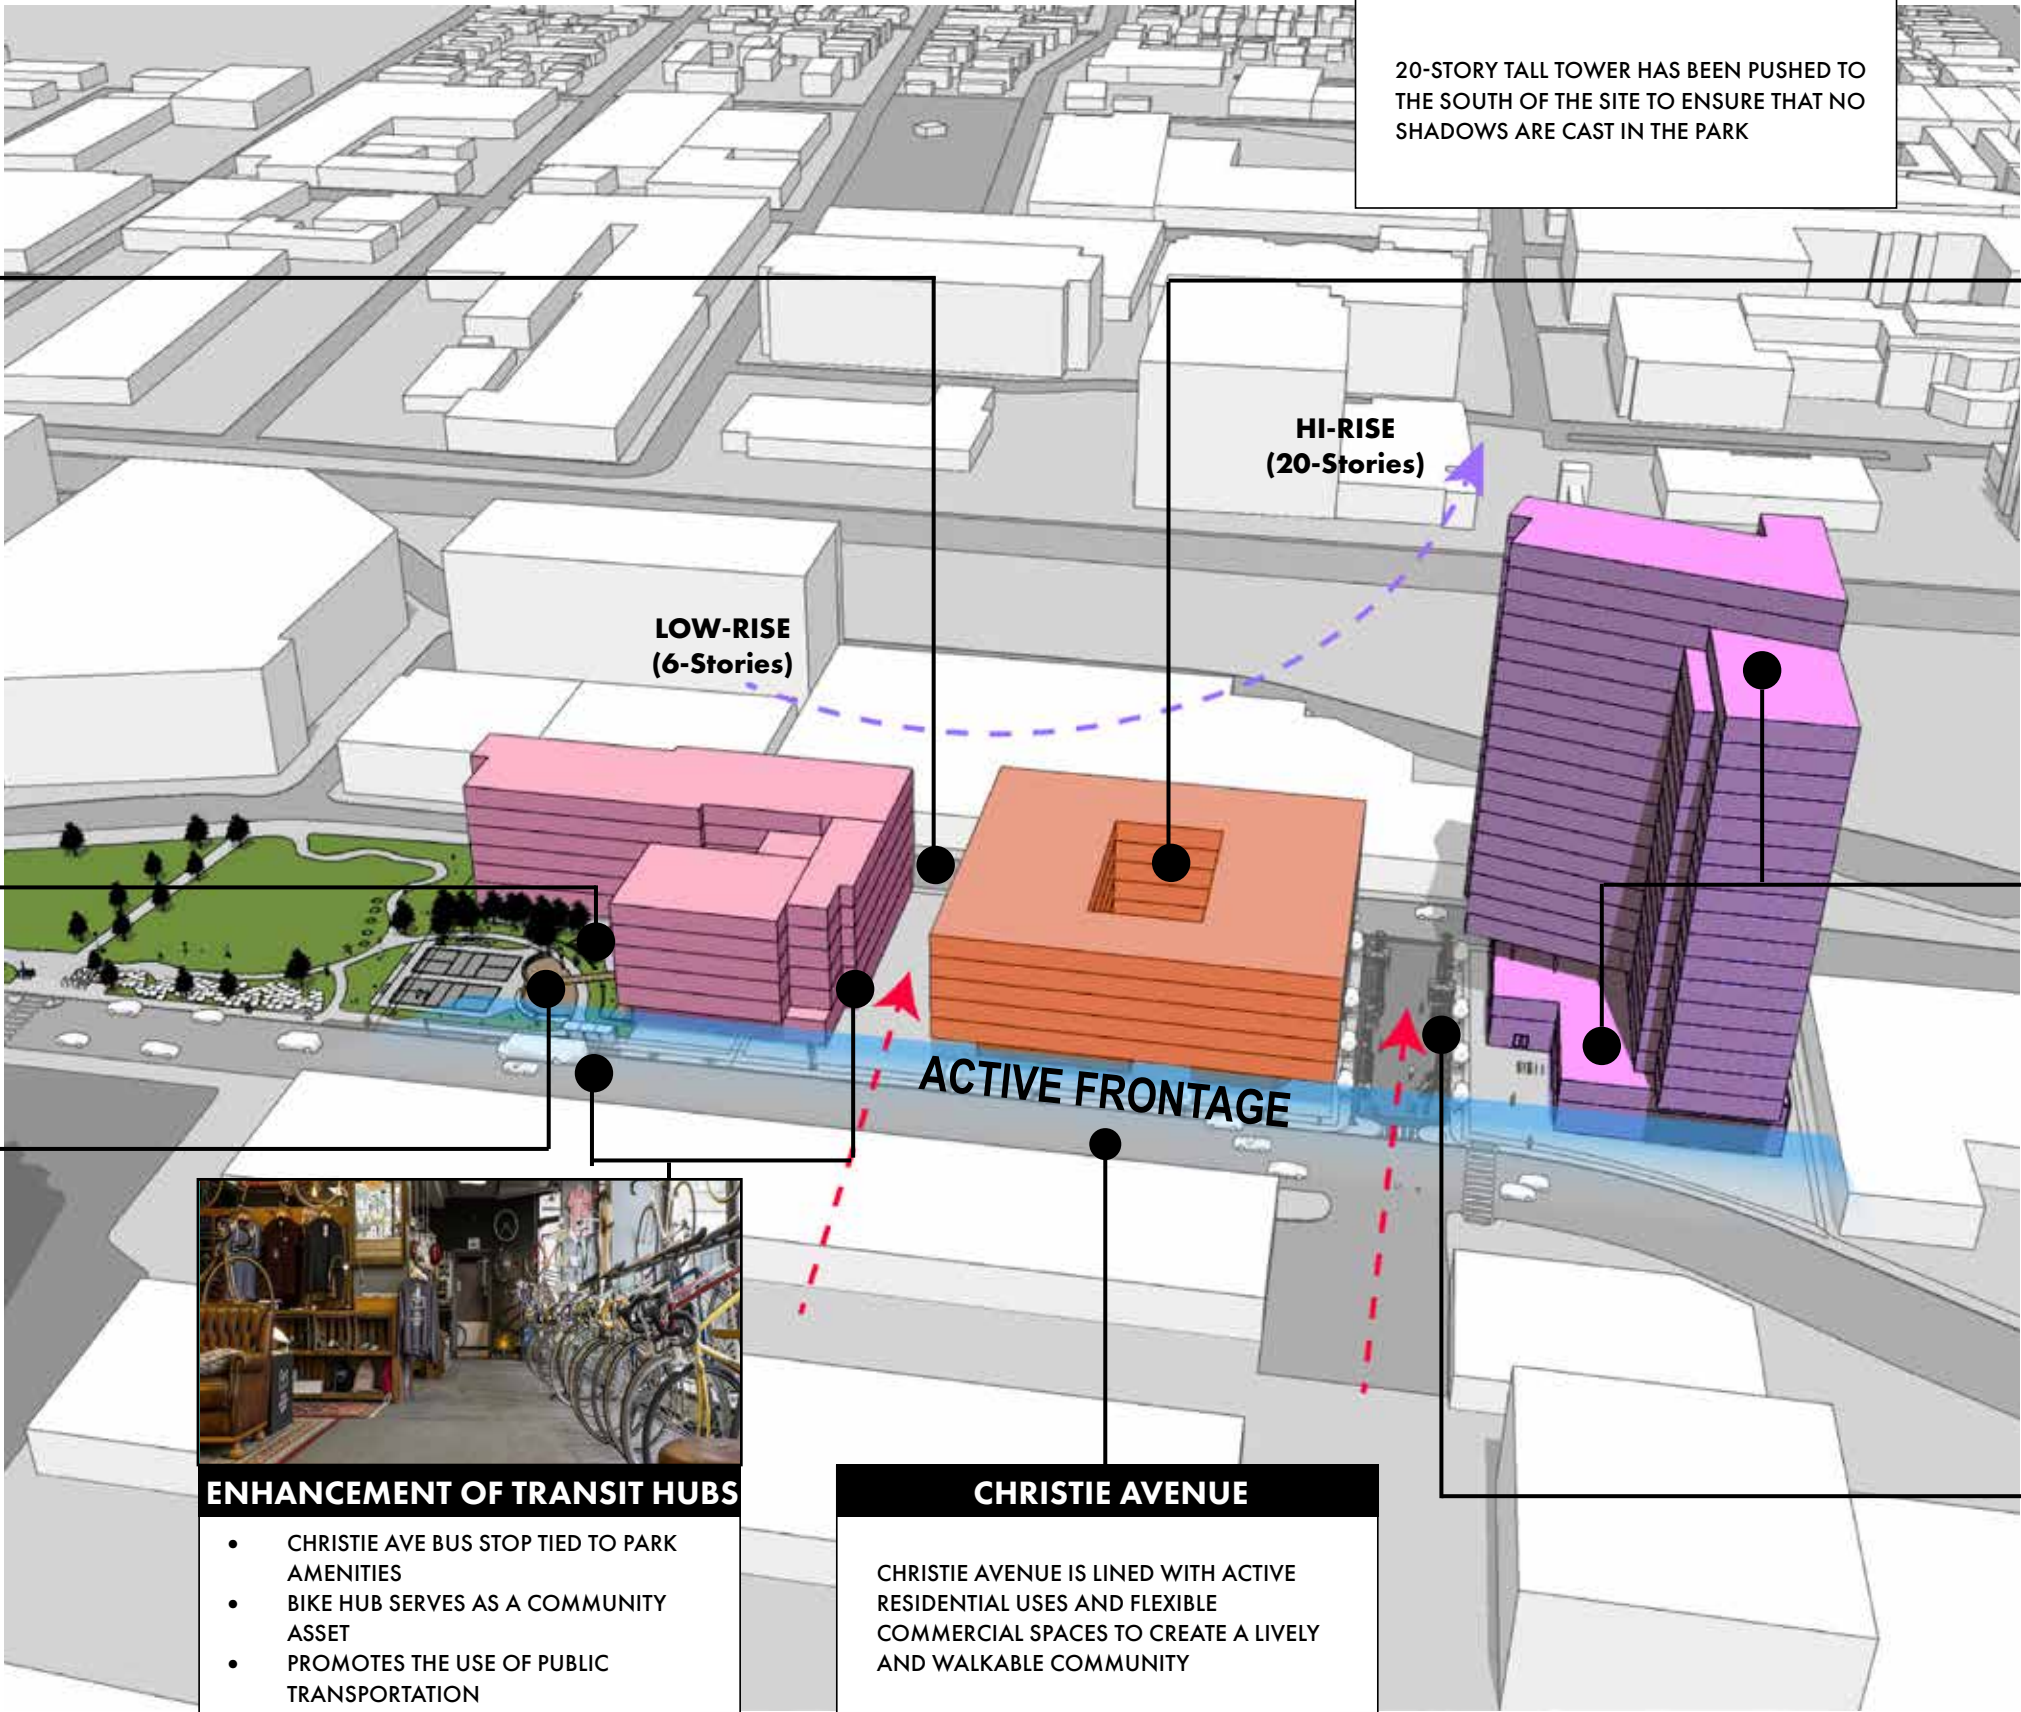 20-STORY TALL TOWER HAS BEEN PUSHED TO
THE SOUTH OF THE SITE TO ENSURE THAT NO
SHADOWS ARE CAST IN THE PARK
HI-RISE
(20-Stories)
LOW-RISE
(6-Stories)
ACTIVE FRONTAGE
ENHANCEMENT OF TRANSIT HUBS
• CHRISTIE AVE BUS STOP TIED TO PARK
AMENITIES
• BIKE HUB SERVES AS A COMMUNITY
ASSET
• PROMOTES THE USE OF PUBLIC
TRANSPORTATION
CHRISTIE AVENUE
CHRISTIE AVENUE IS LINED WITH ACTIVE
RESIDENTIAL USES AND FLEXIBLE
COMMERCIAL SPACES TO CREATE A LIVELY
AND WALKABLE COMMUNITY